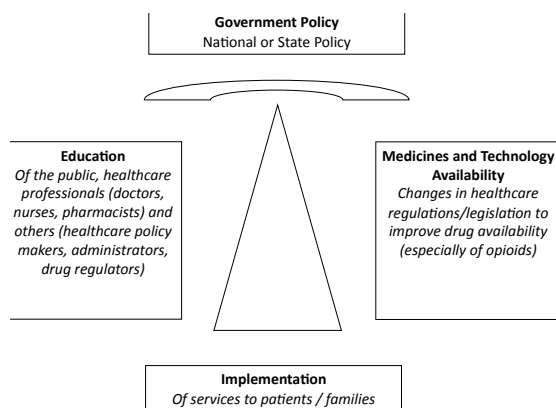 Government Policy
National or State Policy
Education
Of the public, healthcare
professionals (doctors,
nurses, pharmacists) and
others (healthcare policy
makers, administrators,
drug regulators)
Medicines and Technology
Availability
Changes in healthcare
regulations/legislation to
improve drug availability
(especially of opioids)
Implementation
Of services to patients / families